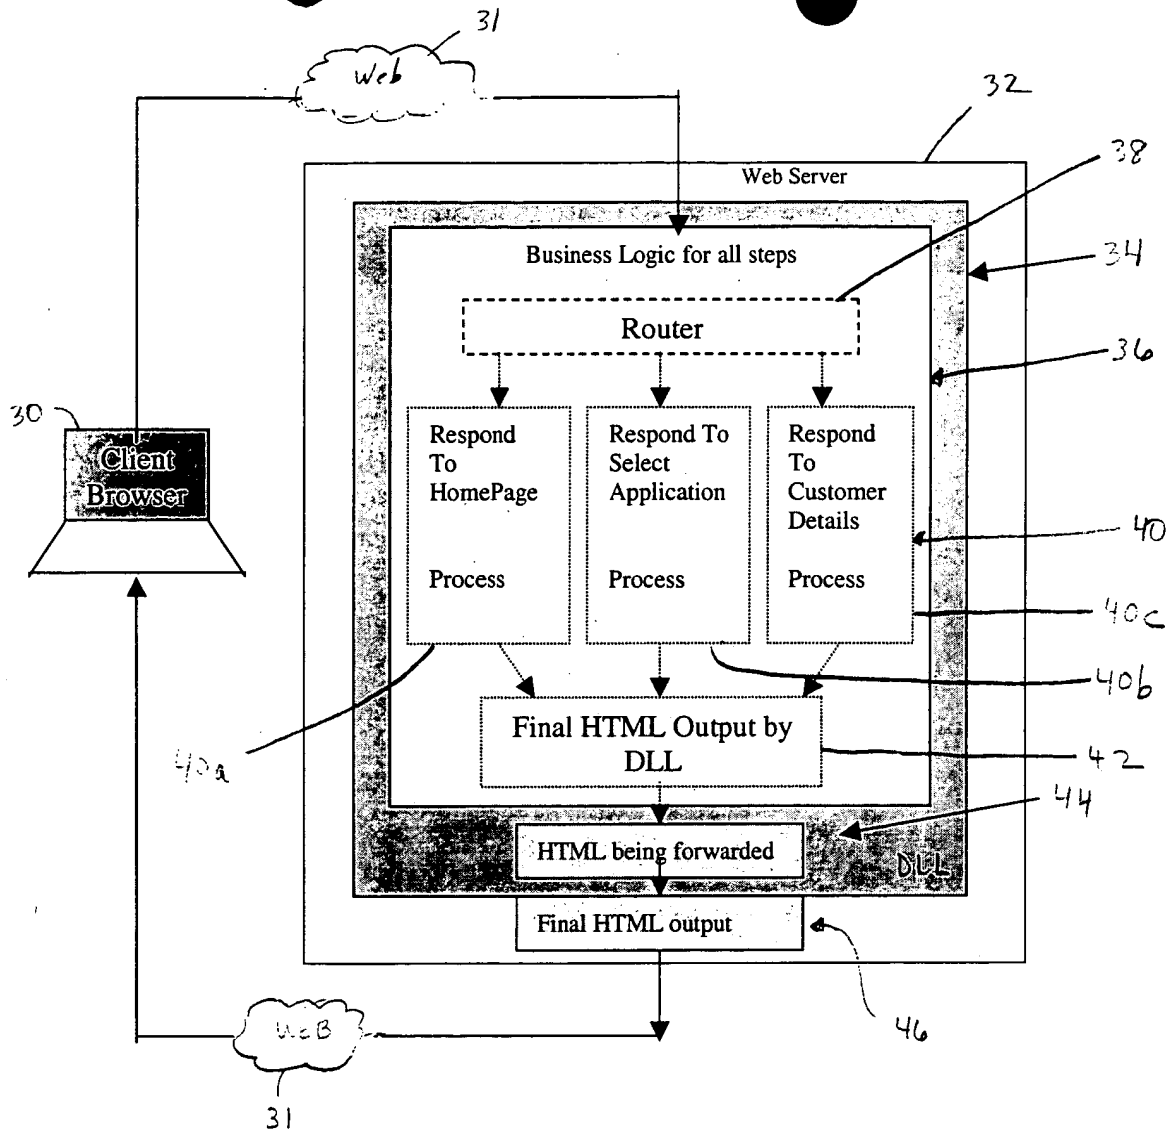 31
Web
32
Web Server
38
Business Logic for all steps
34
Router
36
30
Client
Browser
Respond
To
HomePage
Process
Respond To
Select
Application
Process
Respond
To
Customer
Details
Process
40
40c
40b
40a
Final HTML Output by
DLL
42
44
HTML being forwarded
DLL
Final HTML output
46
WEB
31